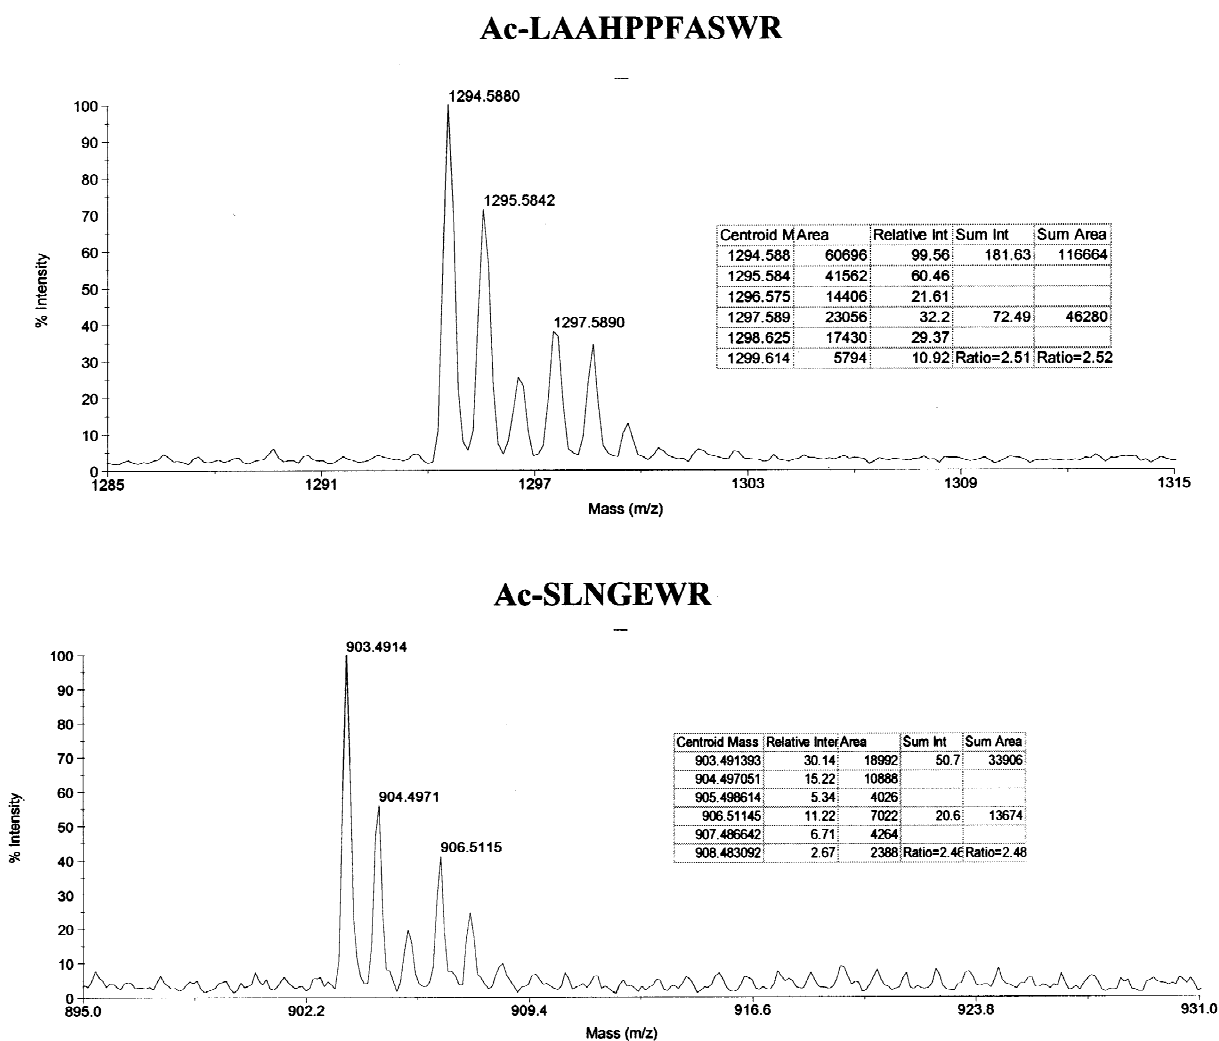 Ac-LAAHPPFASWR
1294.5880
1295.5842
1297.5890
100
90
80
70
60
50
40
30
20
10
0
% Intensity
1285 1291 1297 1303 1309 1315
Mass (m/z)
Centroid M Area Relative Int Sum Int Sum Area
1294.588 60696 99.56 181.63 116664
1295.584 41562 60.46
1296.575 14406 21.61
1297.589 23056 32.2 72.49 46280
1298.625 17430 29.37
1299.614 5794 10.92 Ratio=2.51 Ratio=2.52
Ac-SLNGEWR
903.4914
904.4971
906.5115
100
90
80
70
60
50
40
30
20
10
0
% Intensity
895.0 902.2 909.4 916.6 923.8 931.0
Mass (m/z)
Centroid Mass Relative Inter Area Sum Int Sum Area
903.491393 30.14 18992 50.7 33906
904.497051 15.22 10888
905.498614 5.34 4026
906.51145 11.22 7022 20.6 13674
907.486642 6.71 4264
908.483092 2.67 2388 Ratio=2.46 Ratio=2.48